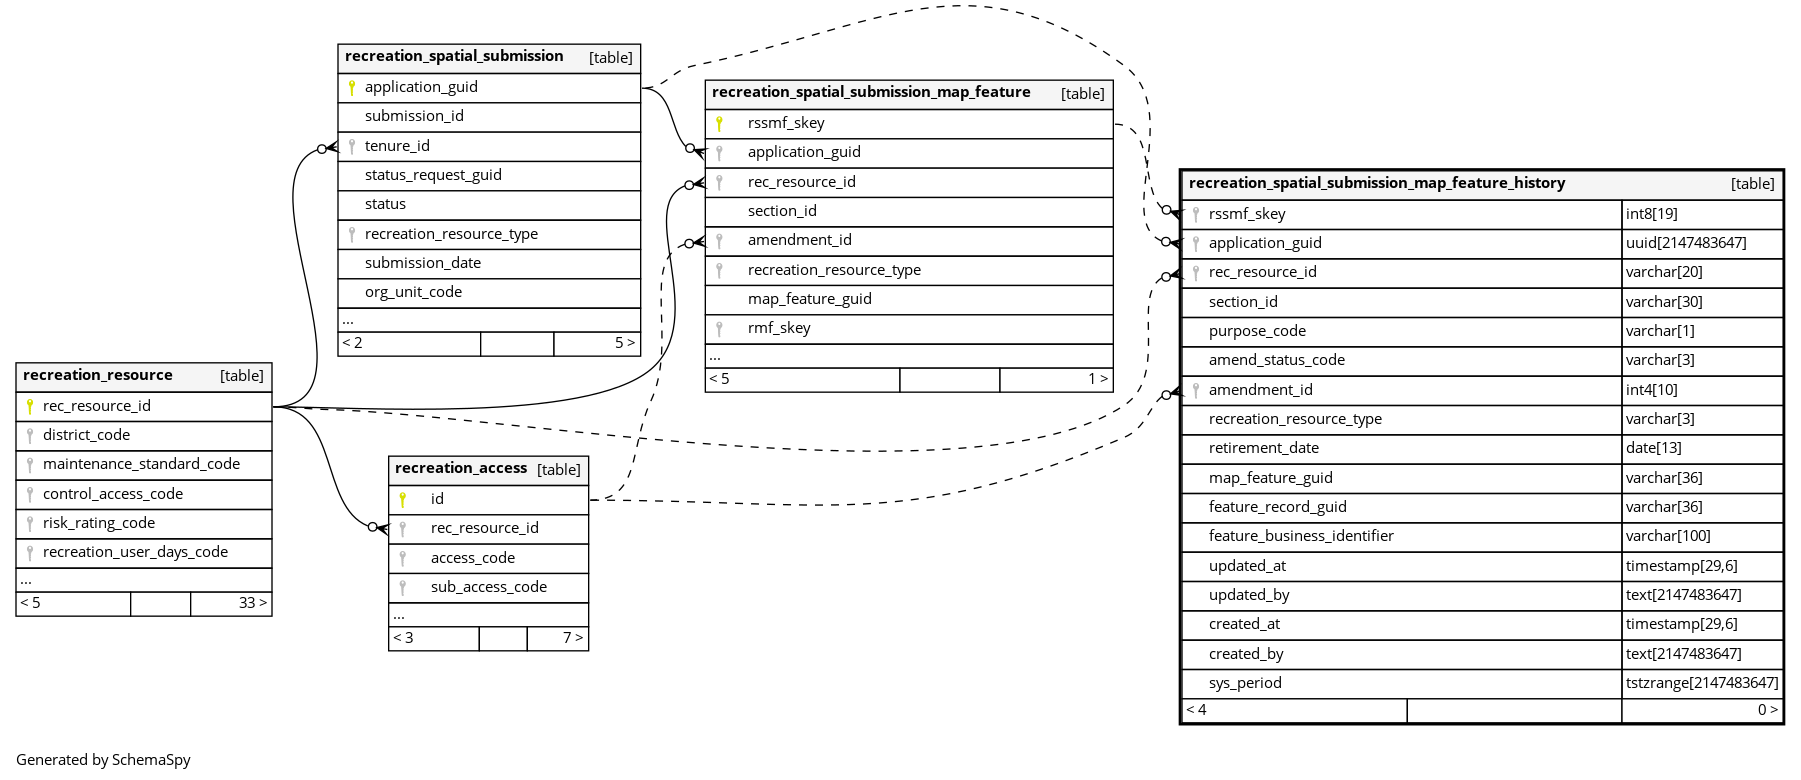 recreation_spatial_submission [table]
application_guid
submission_id
tenure_id
status_request_guid
status
recreation_resource_type
submission_date
org_unit_code
...
< 2 5 >
recreation_spatial_submission_map_feature [table]
rssmf_skey
application_guid
rec_resource_id
section_id
amendment_id
recreation_resource_type
map_feature_guid
rmf_skey
...
< 5 1 >
recreation_spatial_submission_map_feature_history [table]
rssmf_skey int8[19]
application_guid uuid[2147483647]
rec_resource_id varchar[20]
section_id varchar[30]
purpose_code varchar[1]
amend_status_code varchar[3]
amendment_id int4[10]
recreation_resource_type varchar[3]
retirement_date date[13]
map_feature_guid varchar[36]
feature_record_guid varchar[36]
feature_business_identifier varchar[100]
updated_at timestamp[29,6]
updated_by text[2147483647]
created_at timestamp[29,6]
created_by text[2147483647]
sys_period tstzrange[2147483647]
< 4 0 >
recreation_resource [table]
rec_resource_id
district_code
maintenance_standard_code
control_access_code
risk_rating_code
recreation_user_days_code
...
< 5 33 >
recreation_access [table]
id
rec_resource_id
access_code
sub_access_code
...
< 3 7 >
Generated by SchemaSpy